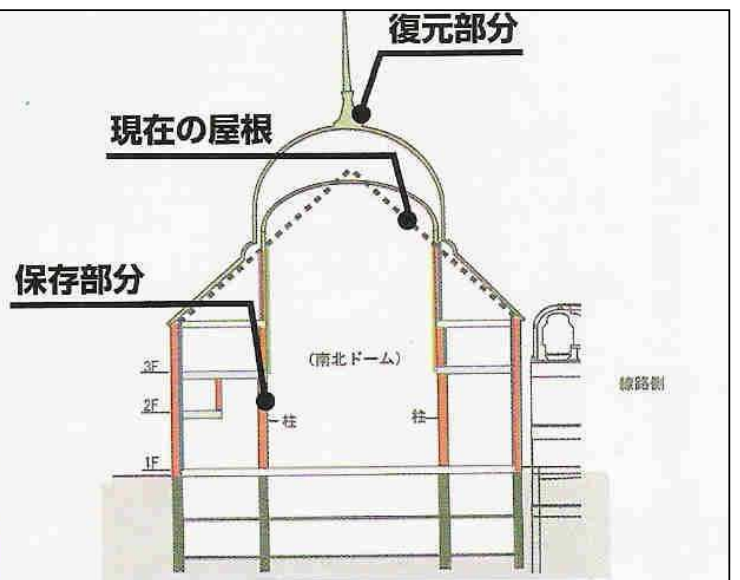 復元部分
現在の屋根
保存部分
(南北ドーム)
3F
線路側
2F
柱
柱
1F